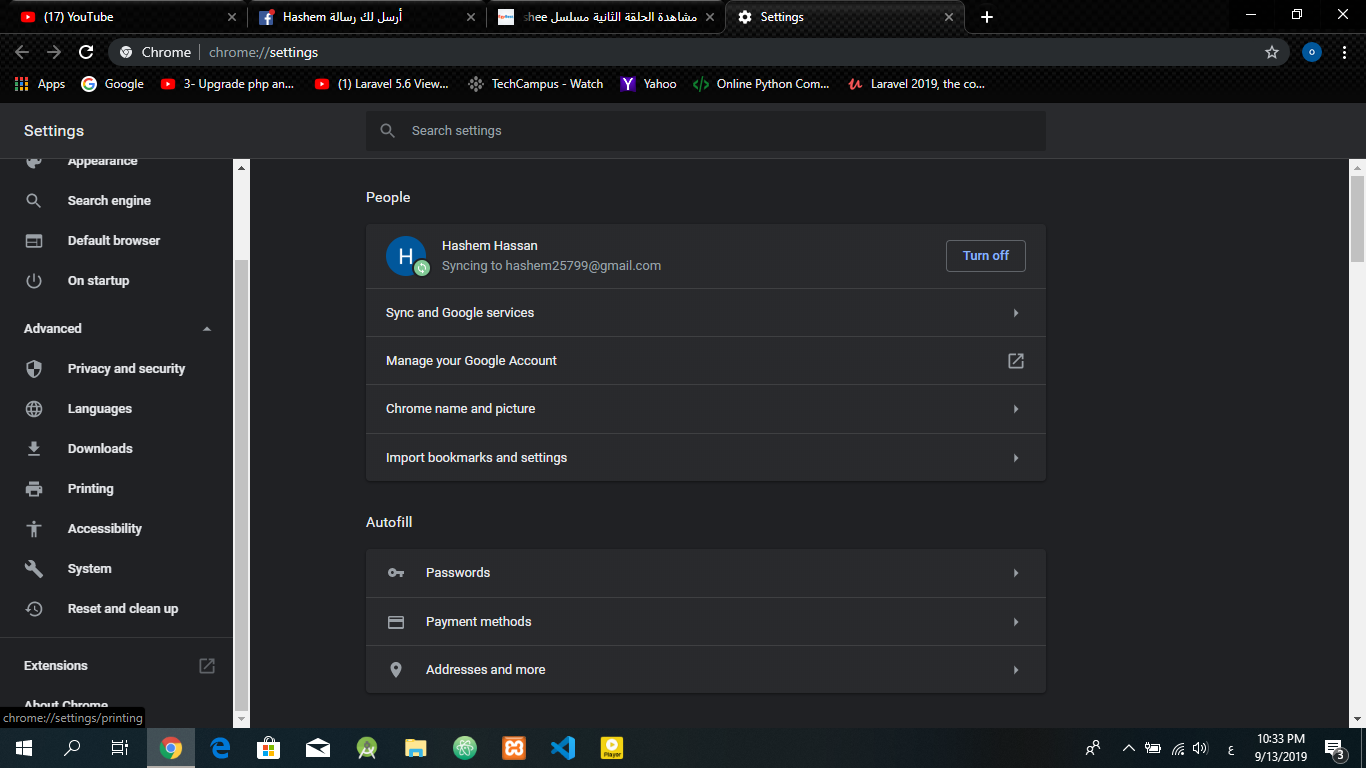 (17) YouTube
Hashem أرسل لك رسالة
مشاهدة الحلقة الثانية مسلسل shee
Settings
Chrome
chrome://settings
Apps
Google
3- Upgrade php an...
(1) Laravel 5.6 View...
TechCampus - Watch
Yahoo
Online Python Com...
Laravel 2019, the co...
Settings
Search settings
Appearance
Search engine
Default browser
On startup
Advanced
Privacy and security
Languages
Downloads
Printing
Accessibility
System
Reset and clean up
Extensions
About Chrome
chrome://settings/printing
People
H
Hashem Hassan
Syncing to hashem25799@gmail.com
Turn off
Sync and Google services
Manage your Google Account
Chrome name and picture
Import bookmarks and settings
Autofill
Passwords
Payment methods
Addresses and more
Player
ع
10:33 PM
9/13/2019
3